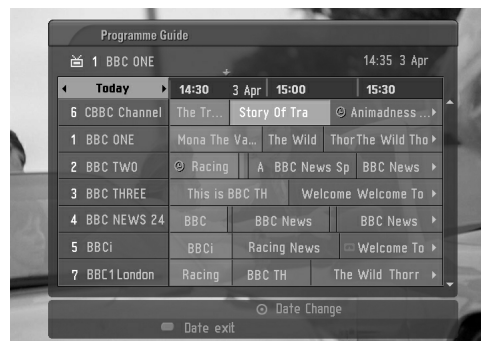 Programme Guide
1 BBC ONE 14:35 3 Apr
Today 14:30 3 Apr 15:00 15:30
6 CBBC Channel The Tr... Story Of Tra Animadness ...
1 BBC ONE Mona The Va... The Wild ThorThe Wild Tho
2 BBC TWO Racing A BBC News Sp BBC News
3 BBC THREE This is BBC TH Welcome Welcome To
4 BBC NEWS 24 BBC BBC News BBC News
5 BBCi BBCi Racing News Welcome To
7 BBC1 London Racing BBC TH The Wild Thorr
Date Change
Date exit